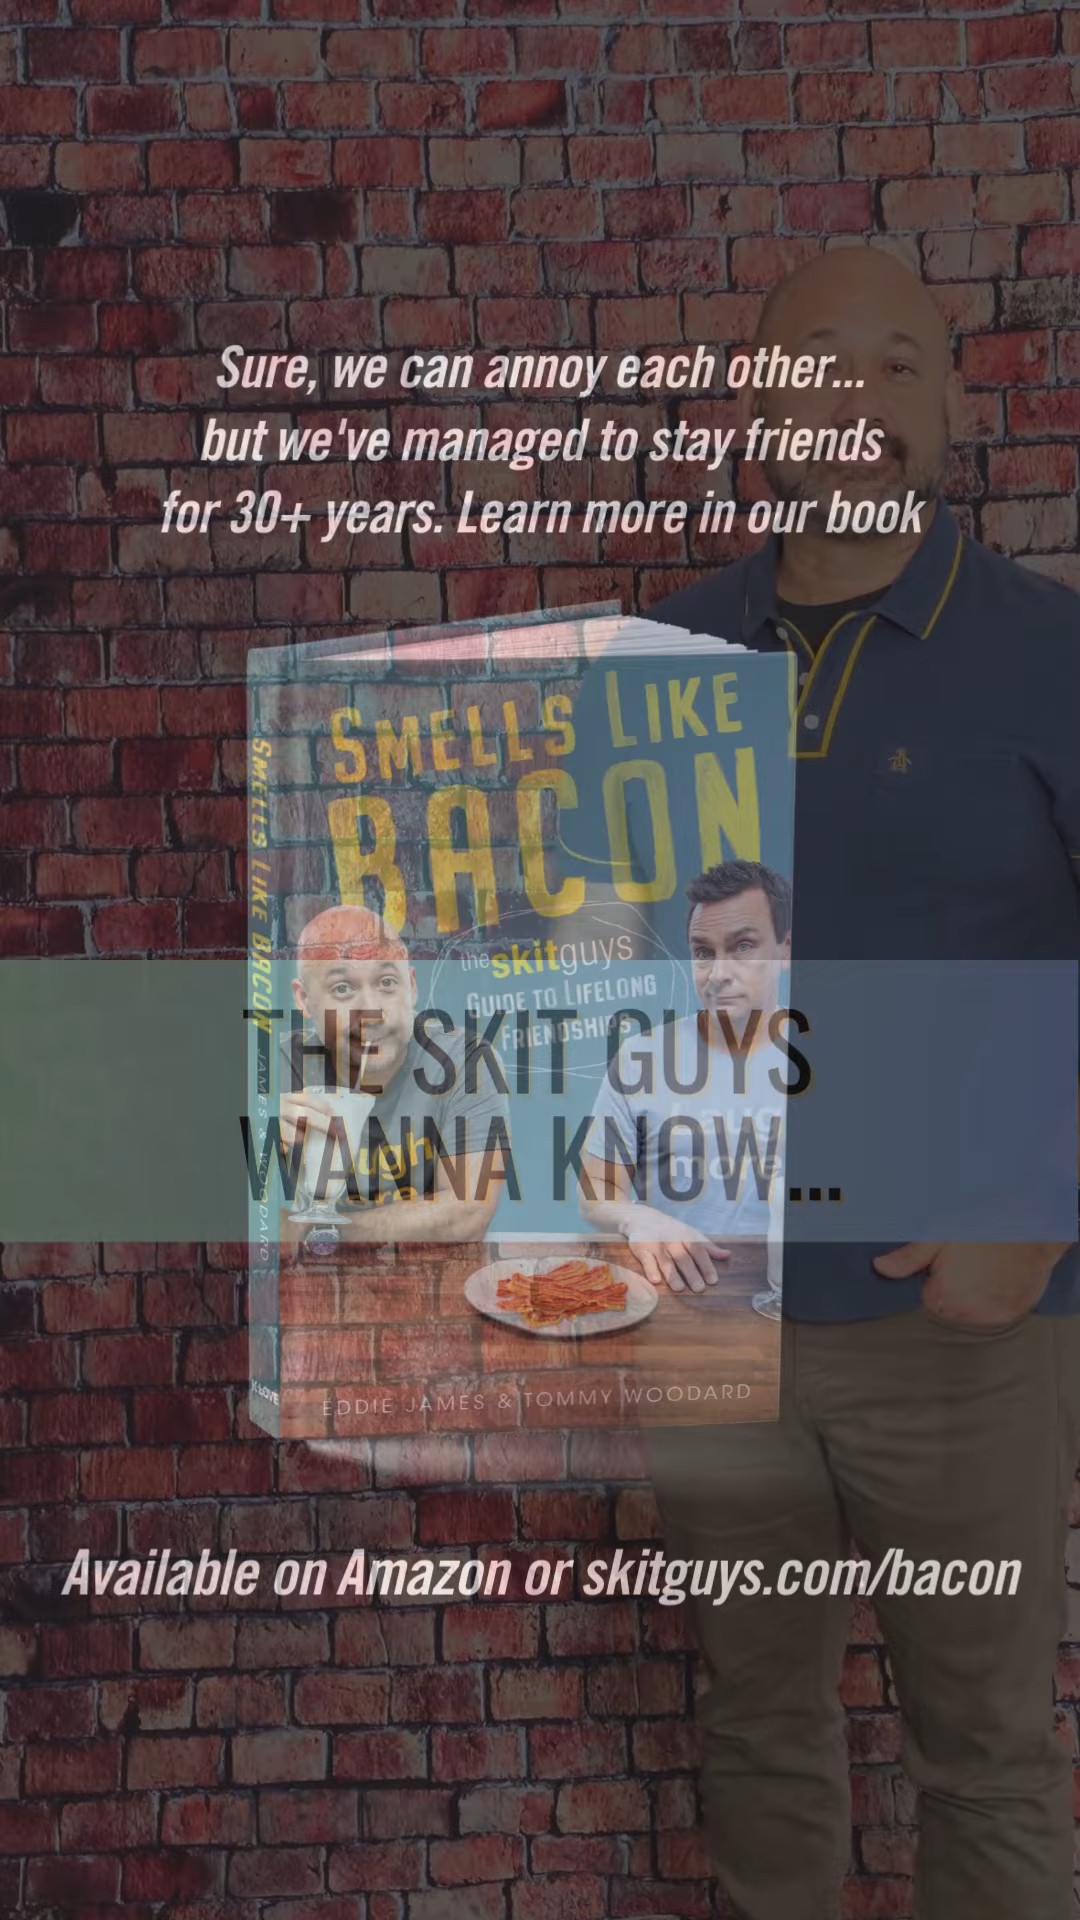 Sure, we can annoy each other...
but we've managed to stay friends
for 30+ years. Learn more in our book
SMELLS LIKE
BACON
SMELLS LIKE BACON JAMES & WOODARD
theskitguys
GUIDE TO LIFELONG
FRIENDSHIPS
THE SKIT GUYS
WANNA KNOW...
more
EDDIE JAMES & TOMMY WOODARD
Available on Amazon or skitguys.com/bacon